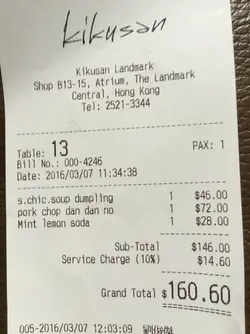 kikusan
Kikusan Landmark
Shop B13-15, Atrium, The Landmark
Central, Hong Kong
Tel: 2521-3344
Table: 13 PAX: 1
Bill No.: 000-4246
Date: 2016/03/07 11:34:38
s.chic.soup dumpling 1 $46.00
pork chop dan dan no 1 $72.00
Mint lemon soda 1 $28.00
Sub-Total $146.00
Service Charge (10%) $14.60
Grand Total $160.60
005-2016/03/07 12:03:09